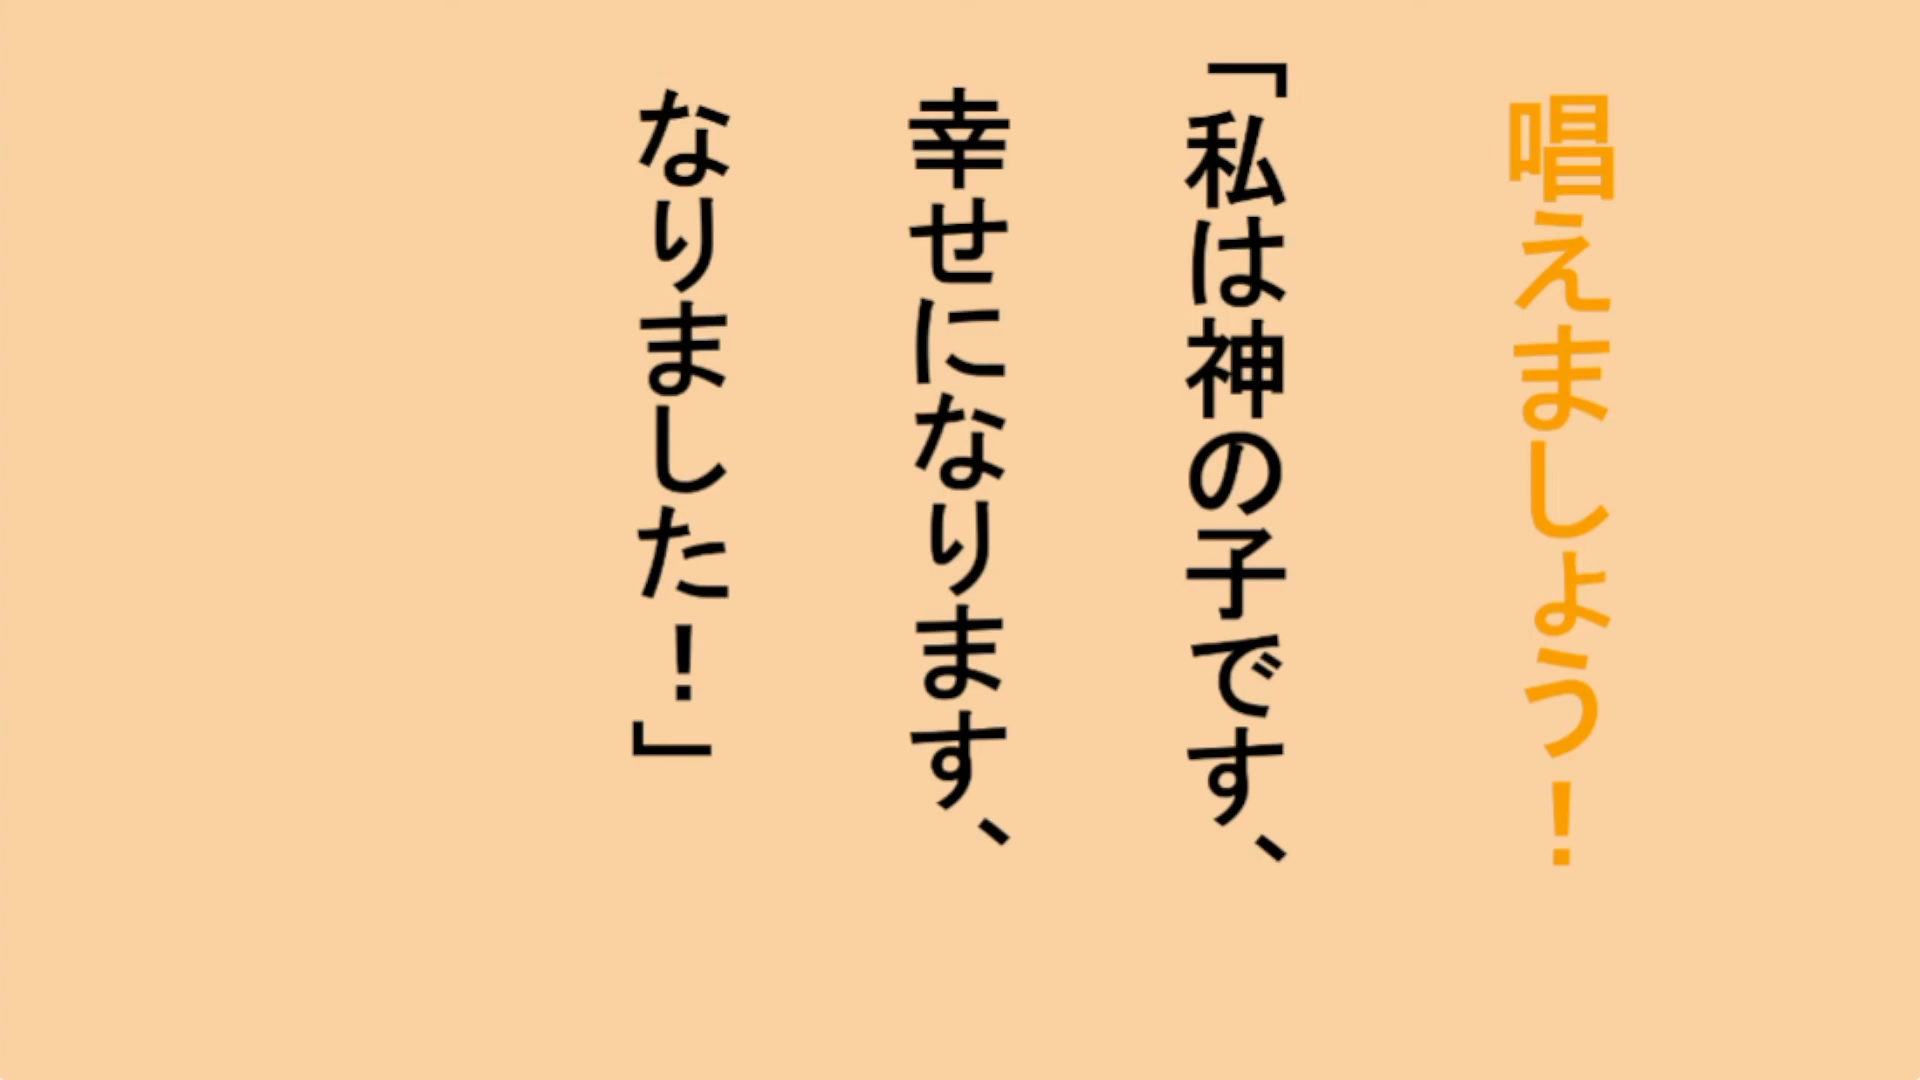 唱えましょう！
「私は神の子です、
幸せになります、
なりました！」